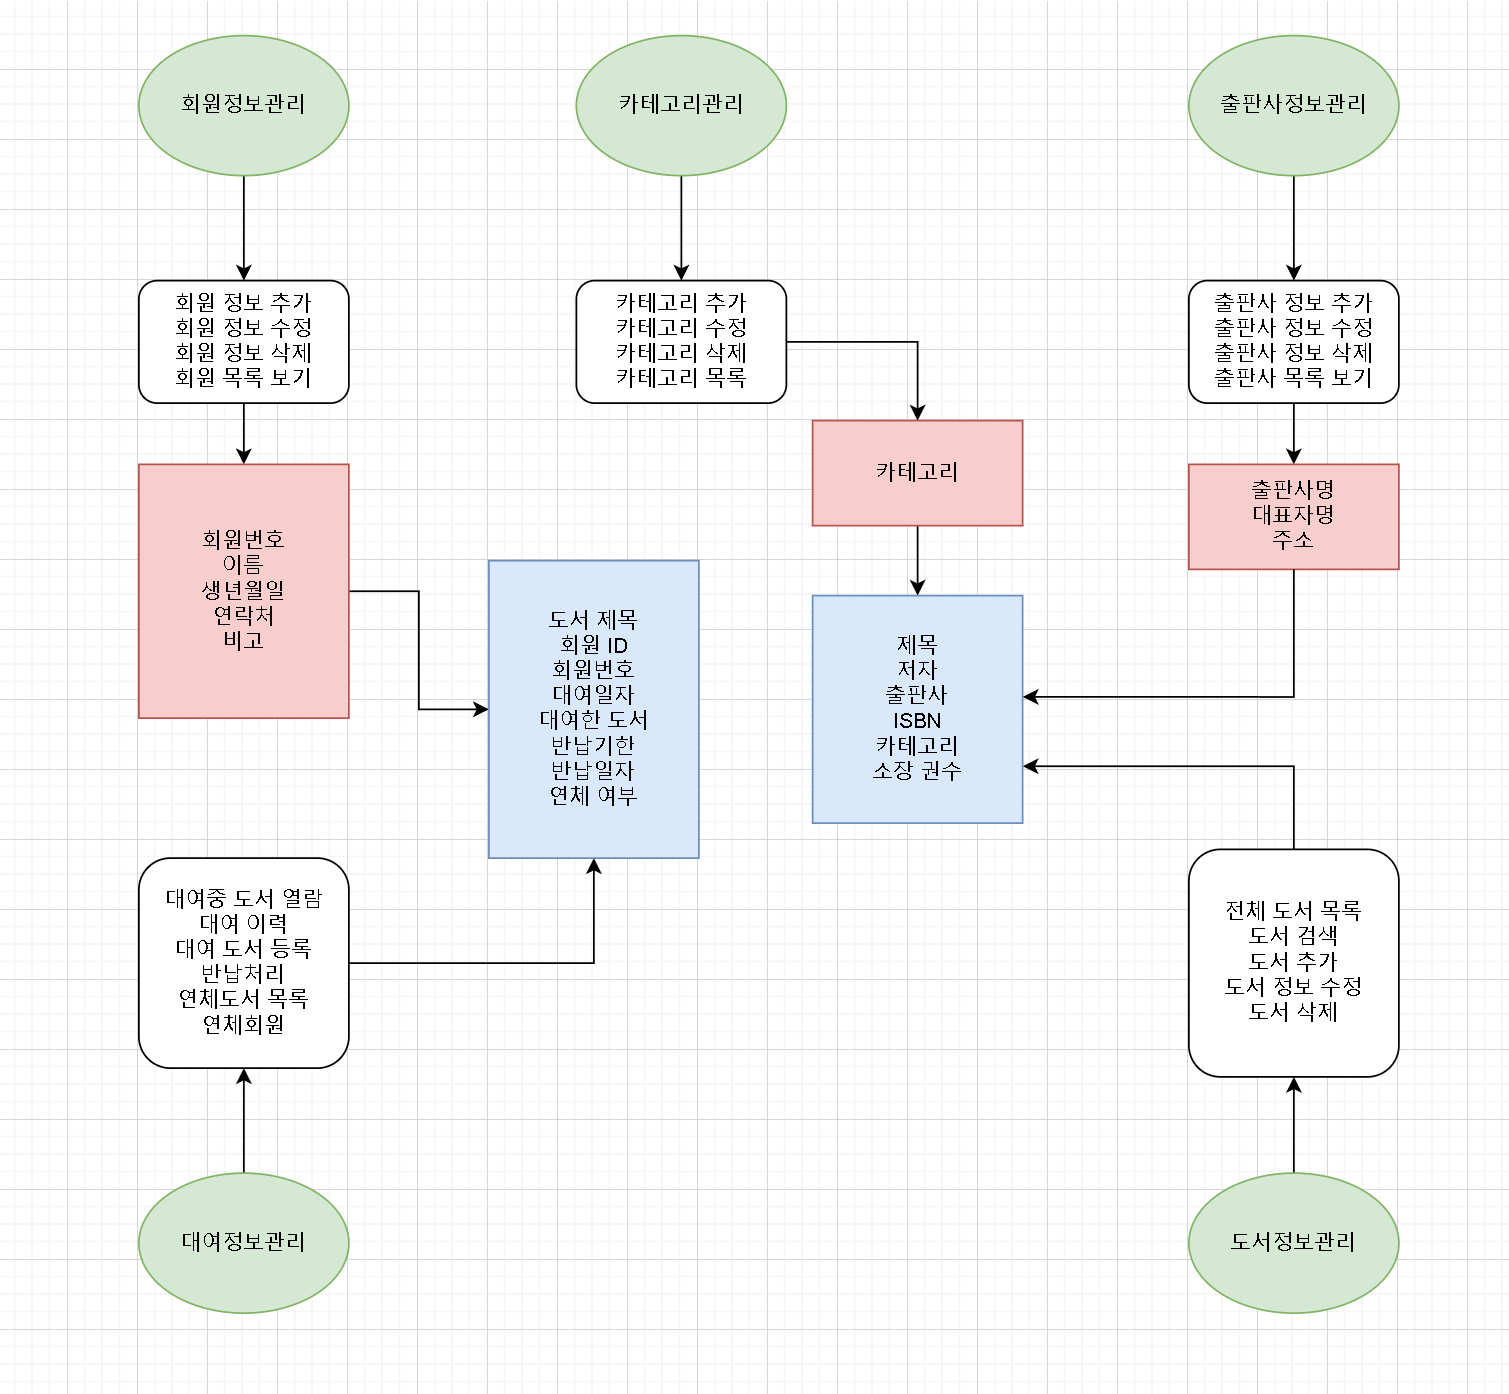 회원정보관리
카테고리관리
출판사정보관리
회원 정보 추가
회원 정보 수정
회원 정보 삭제
회원 목록 보기
카테고리 추가
카테고리 수정
카테고리 삭제
카테고리 목록
출판사 정보 추가
출판사 정보 수정
출판사 정보 삭제
출판사 목록 보기
회원번호
이름
생년월일
연락처
비고
카테고리
출판사명
대표자명
주소
도서 제목
회원 ID
회원번호
대여일자
대여한 도서
반납기한
반납일자
연체 여부
제목
저자
출판사
ISBN
카테고리
소장 권수
대여중 도서 열람
대여 이력
대여 도서 등록
반납처리
연체도서 목록
연체회원
전체 도서 목록
도서 검색
도서 추가
도서 정보 수정
도서 삭제
대여정보관리
도서정보관리